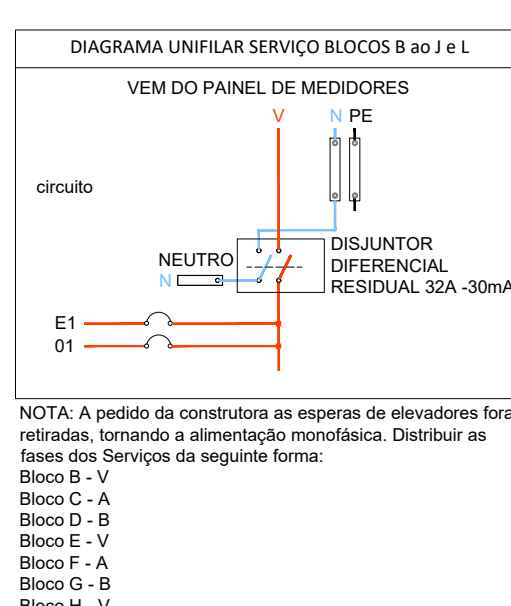 DIAGRAMA UNIFILAR SERVIÇO BLOCOS B ao J e L
VEM DO PAINEL DE MEDIDORES
V N PE
circuito
NEUTRO
N
DISJUNTOR
DIFERENCIAL
RESIDUAL 32A -30mA
E1
01
NOTA: A pedido da construtora as esperas de elevadores fora
retiradas, tornando a alimentação monofásica. Distribuir as
fases dos Serviços da seguinte forma:
Bloco B - V
Bloco C - A
Bloco D - B
Bloco E - V
Bloco F - A
Bloco G - B
Bloco H - V